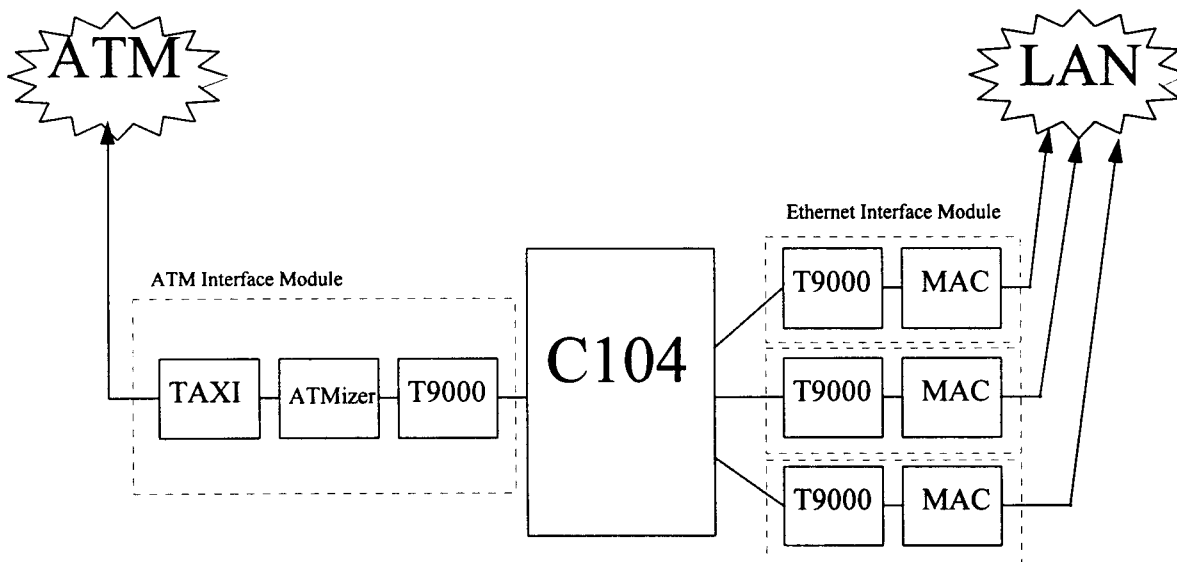 ATM
LAN
Ethernet Interface Module
ATM Interface Module
T9000
MAC
C104
TAXI
ATMizer
T9000
T9000
MAC
T9000
MAC